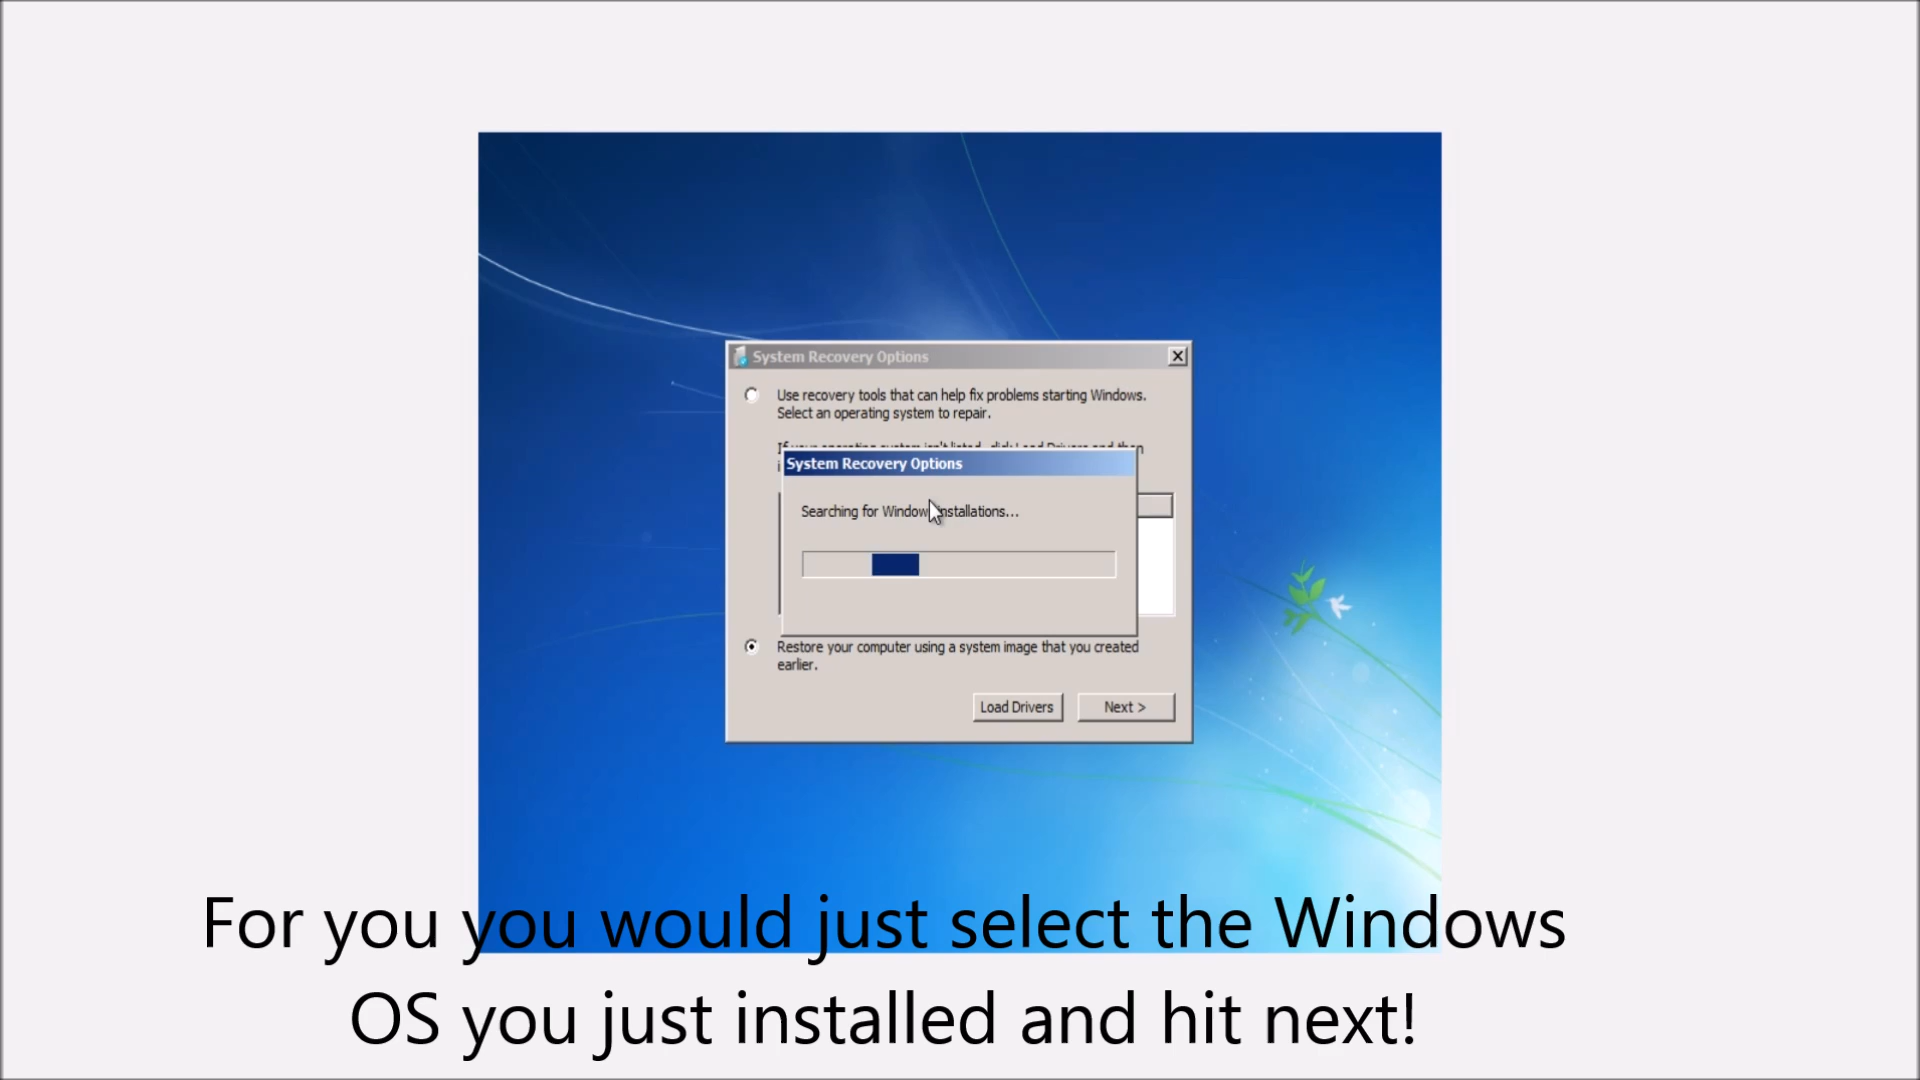 System Recovery Options
Use recovery tools that can help fix problems starting Windows.
Select an operating system to repair.
If your operating system isn't listed, click Load Drivers and then
System Recovery Options
Searching for Window installations...
Restore your computer using a system image that you created
earlier.
Load Drivers
Next >
For you you would just select the Windows
OS you just installed and hit next!